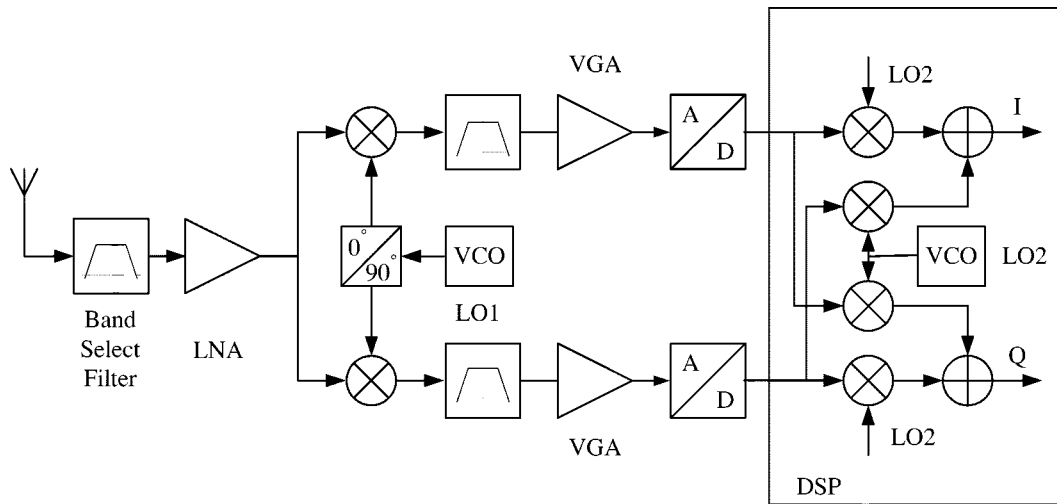 VGA
LO2
I
A
D
0°
90°
VCO
LO1
VCO
LO2
Band
Select
Filter
LNA
A
D
Q
VGA
LO2
DSP